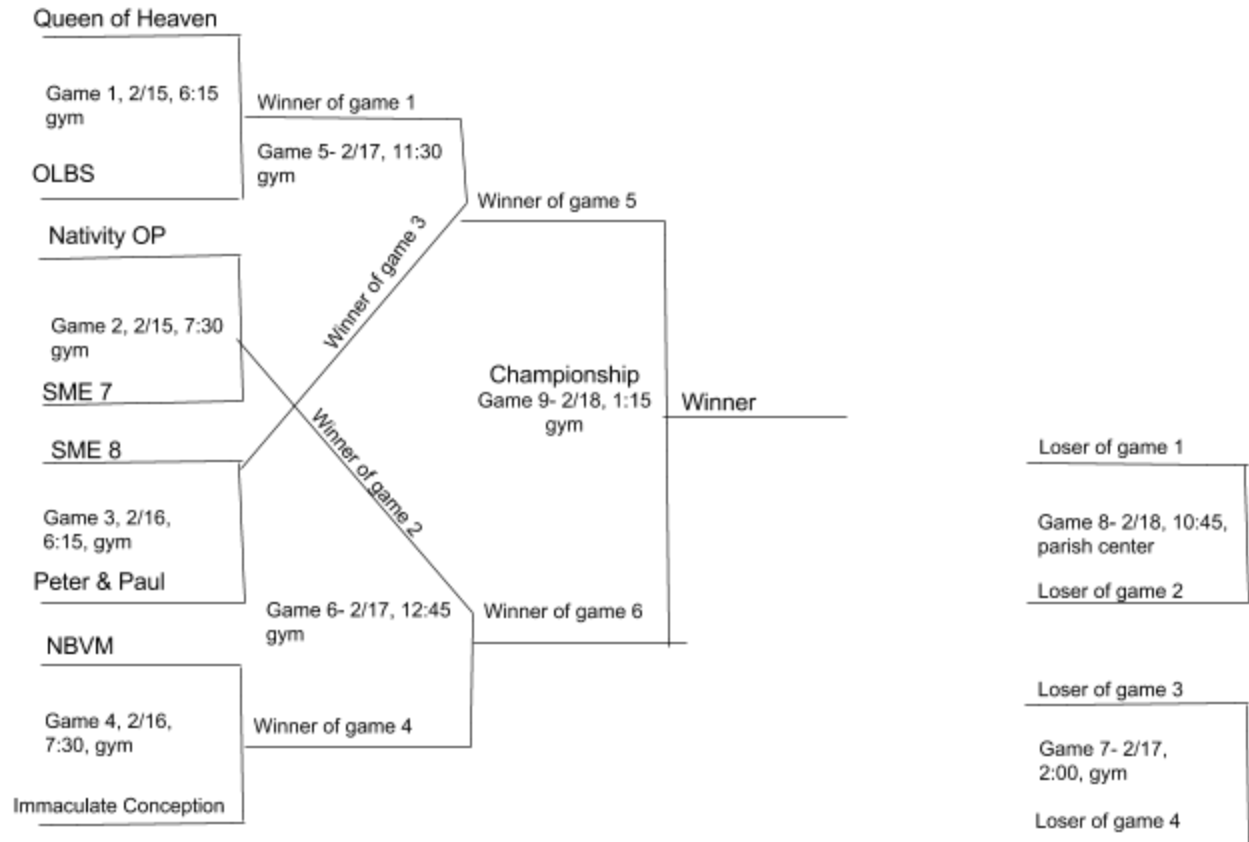 Queen of Heaven
Game 1, 2/15, 6:15
gym
OLBS
Nativity OP
Game 2, 2/15, 7:30
gym
SME 7
SME 8
Game 3, 2/16,
6:15, gym
Peter & Paul
NBVM
Game 4, 2/16,
7:30, gym
Immaculate Conception
Winner of game 1
Game 5- 2/17, 11:30
gym
Winner of game 3
Winner of game 2
Game 6- 2/17, 12:45
gym
Winner of game 4
Winner of game 5
Championship
Game 9- 2/18, 1:15
gym
Winner of game 6
Winner
Loser of game 1
Game 8- 2/18, 10:45,
parish center
Loser of game 2
Loser of game 3
Game 7- 2/17,
2:00, gym
Loser of game 4